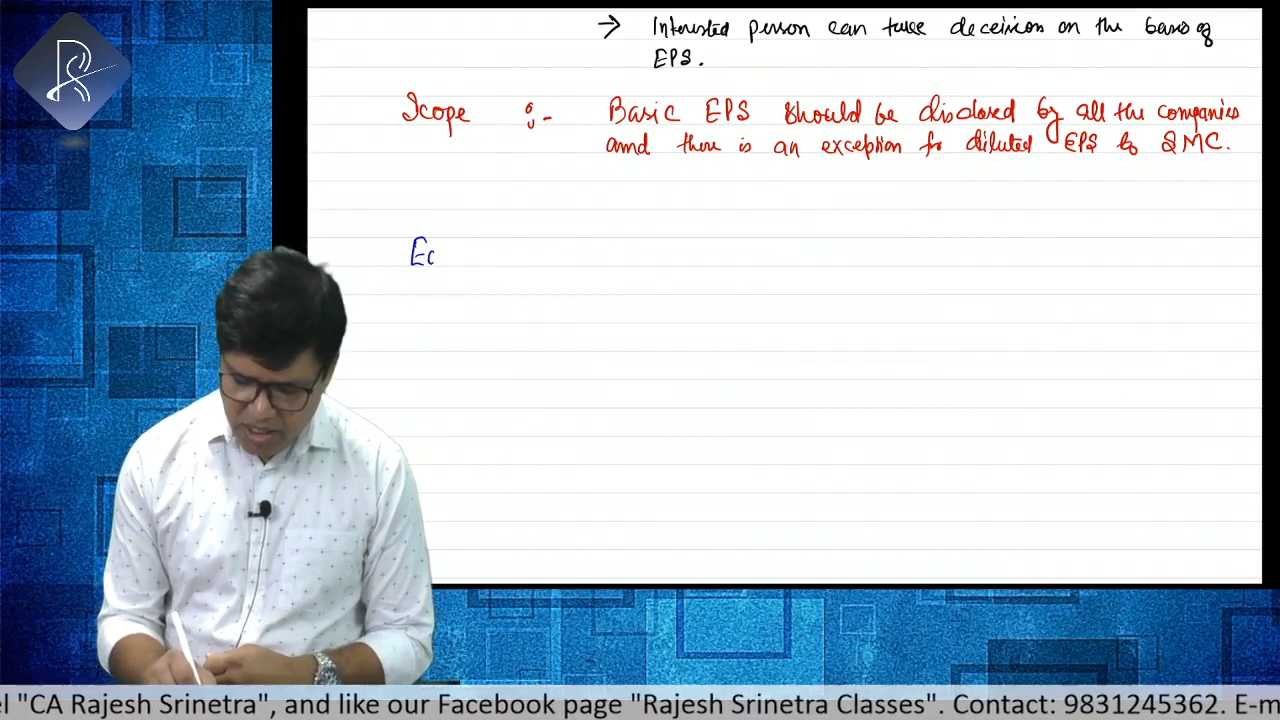 → Interested person can take deceision on the basis of
EPS.
Scope :- Basic EPS should be disclosed by all the companies
and there is an exception for diluted EPS to SMC.
Ec
el "CA Rajesh Srinetra", and like our Facebook page "Rajesh Srinetra Classes". Contact: 9831245362. E-m